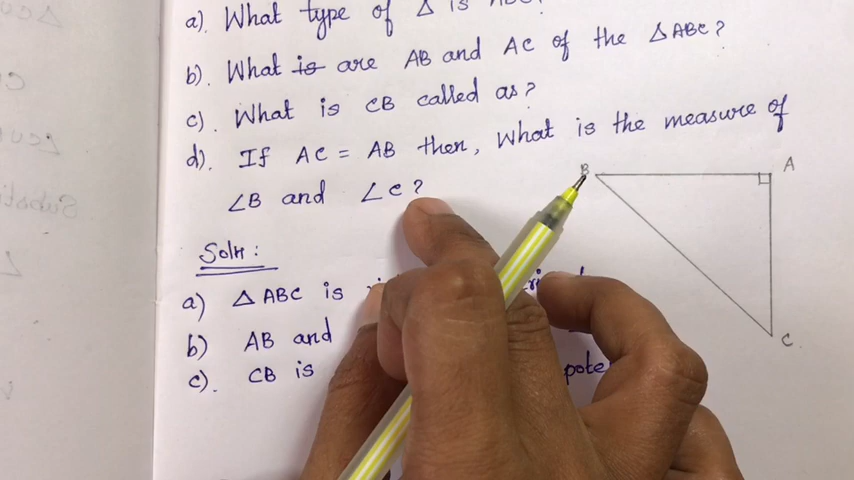 a). What type of Δ is
b). What is are AB and AC of the ΔABC?
c). What is CB called as?
d). If AC = AB then, What is the measure of
∠B and ∠C?
B
A
C
Soln:
a) ΔABC is
b) AB and
c). CB is